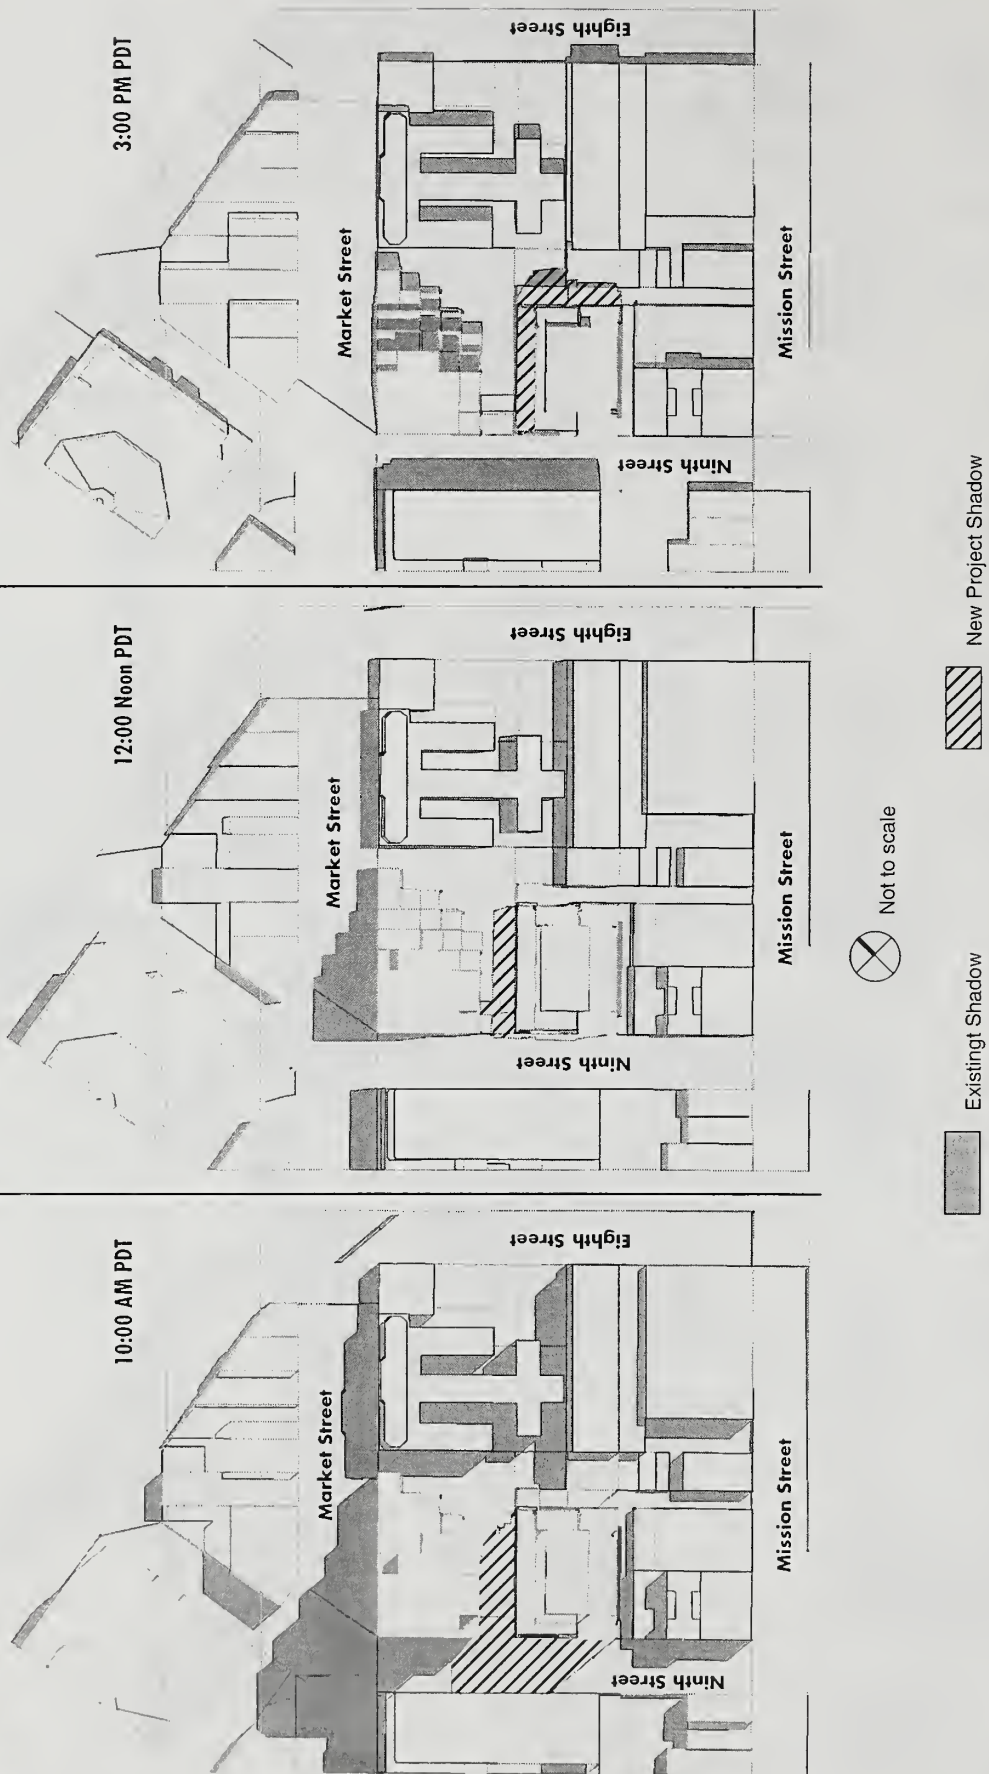 10:00 AM PDT
Market Street
Eighth Street
Ninth Street
Mission Street
12:00 Noon PDT
Market Street
Eighth Street
Ninth Street
Mission Street
3:00 PM PDT
Market Street
Eighth Street
Ninth Street
Mission Street
Not to scale
Existingt Shadow
New Project Shadow